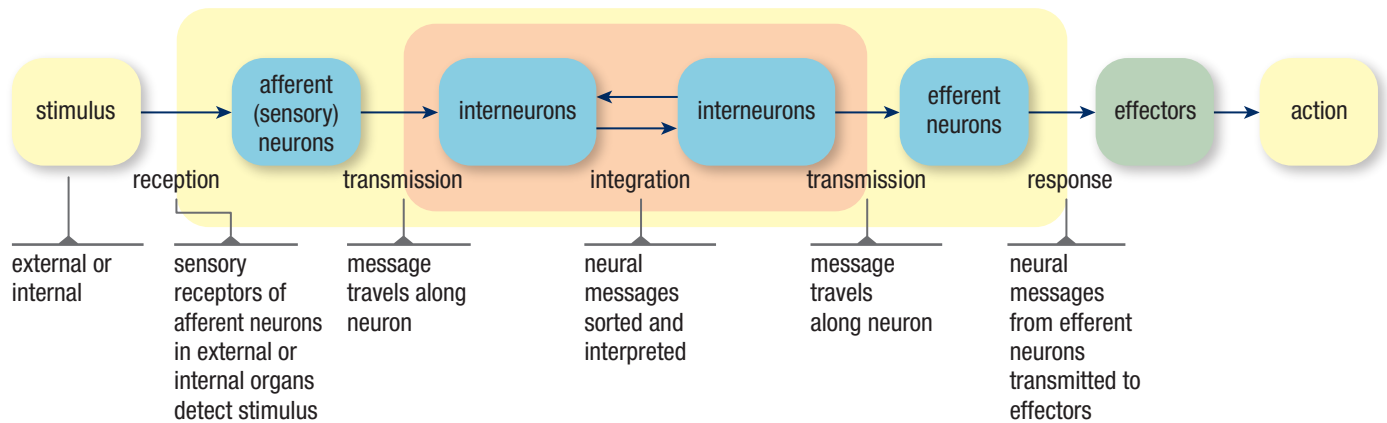 stimulus
afferent
(sensory)
neurons
interneurons
interneurons
efferent
neurons
effectors
action
reception
transmission
integration
transmission
response
external or
internal
sensory
receptors of
afferent neurons
in external or
internal organs
detect stimulus
message
travels along
neuron
neural
messages
sorted and
interpreted
message
travels
along neuron
neural
messages
from efferent
neurons
transmitted to
effectors